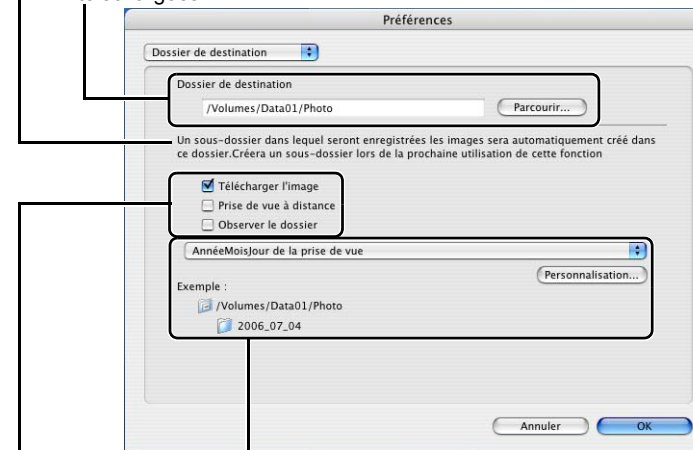 Préférences
Dossier de destination
Dossier de destination
/Volumes/Data01/Photo
Parcourir...
Un sous-dossier dans lequel seront enregistrées les images sera automatiquement créé dans
ce dossier.Créera un sous-dossier lors de la prochaine utilisation de cette fonction
Télécharger l'image
Prise de vue à distance
Observer le dossier
AnnéeMoisJour de la prise de vue
Personnalisation...
Exemple :
/Volumes/Data01/Photo
2006_07_04
Annuler
OK